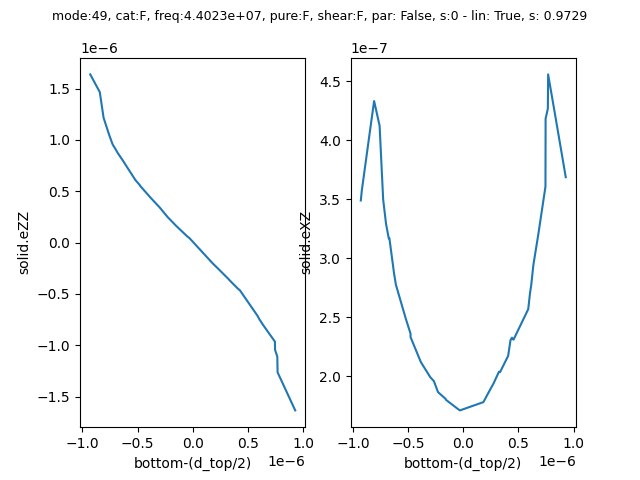 mode:49, cat:F, freq:4.4023e+07, pure:F, shear:F, par: False, s:0 - lin: True, s: 0.9729
1e−6
1.5
1.0
0.5
0.0
−0.5
−1.0
−1.5
solid.eZZ
−1.0
−0.5
0.0
0.5
1.0
bottom-(d_top/2)
1e−6
1e−7
4.5
4.0
3.5
3.0
2.5
2.0
solid.eXZ
−1.0
−0.5
0.0
0.5
1.0
bottom-(d_top/2)
1e−6